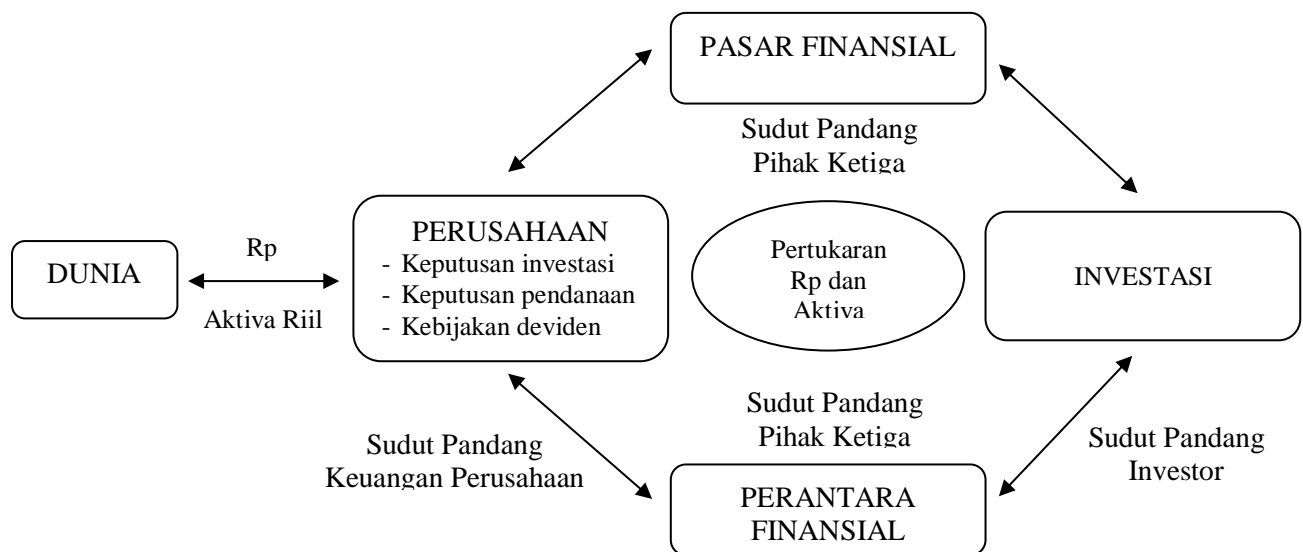 PASAR FINANSIAL
Sudut Pandang
Pihak Ketiga
DUNIA
Rp
Aktiva Riil
PERUSAHAAN
- Keputusan investasi
- Keputusan pendanaan
- Kebijakan deviden
Pertukaran
Rp dan
Aktiva
INVESTASI
Sudut Pandang
Keuangan Perusahaan
Sudut Pandang
Pihak Ketiga
Sudut Pandang
Investor
PERANTARA
FINANSIAL